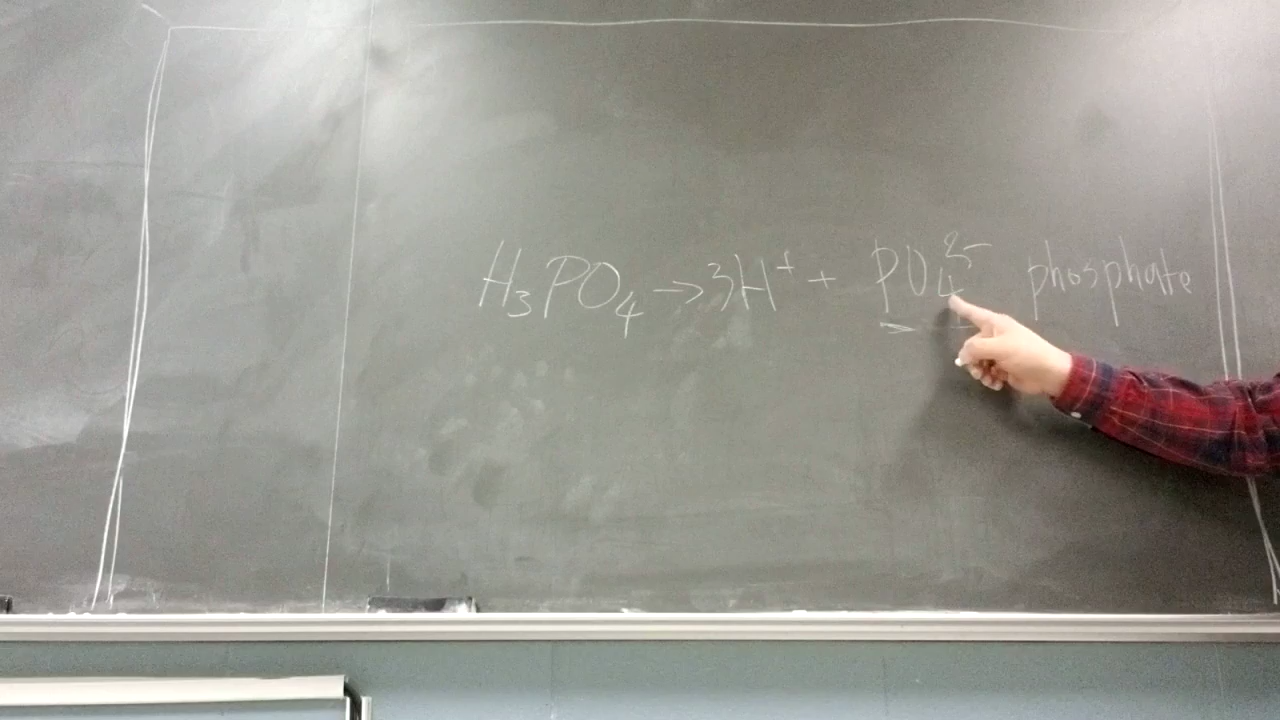 H₃PO₄ → 3H⁺ + PO₄³⁻ phosphate